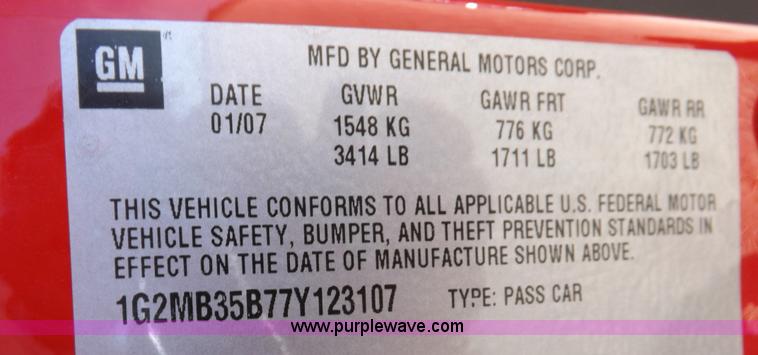 GM
MFD BY GENERAL MOTORS CORP.
DATE GVWR GAWR FRT GAWR RR
01/07 1548 KG 776 KG 772 KG
3414 LB 1711 LB 1703 LB
THIS VEHICLE CONFORMS TO ALL APPLICABLE U.S. FEDERAL MOTOR
VEHICLE SAFETY, BUMPER, AND THEFT PREVENTION STANDARDS IN
EFFECT ON THE DATE OF MANUFACTURE SHOWN ABOVE.
1G2MB35B77Y123107 TYPE: PASS CAR
www.purplewave.com